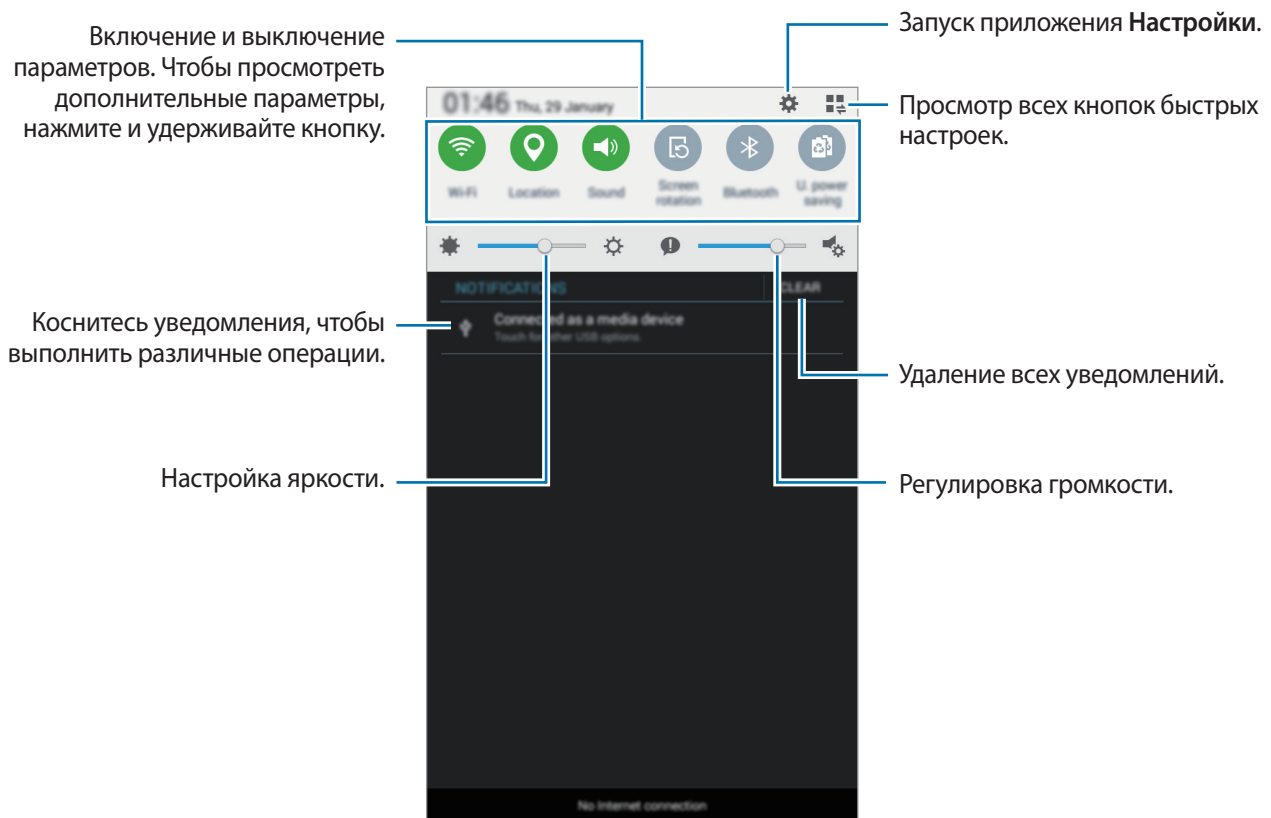 Запуск приложения Настройки.
Включение и выключение
параметров. Чтобы просмотреть
дополнительные параметры,
нажмите и удерживайте кнопку.
Просмотр всех кнопок быстрых
настроек.
01:46 Thu, 29 January
Wi-Fi
Location
Sound
Screen
rotation
Bluetooth
U. power
saving
NOTIFICATIONS
CLEAR
Connected as a media device
Touch for other USB options.
Коснитесь уведомления, чтобы
выполнить различные операции.
Удаление всех уведомлений.
Настройка яркости.
Регулировка громкости.
No Internet connection